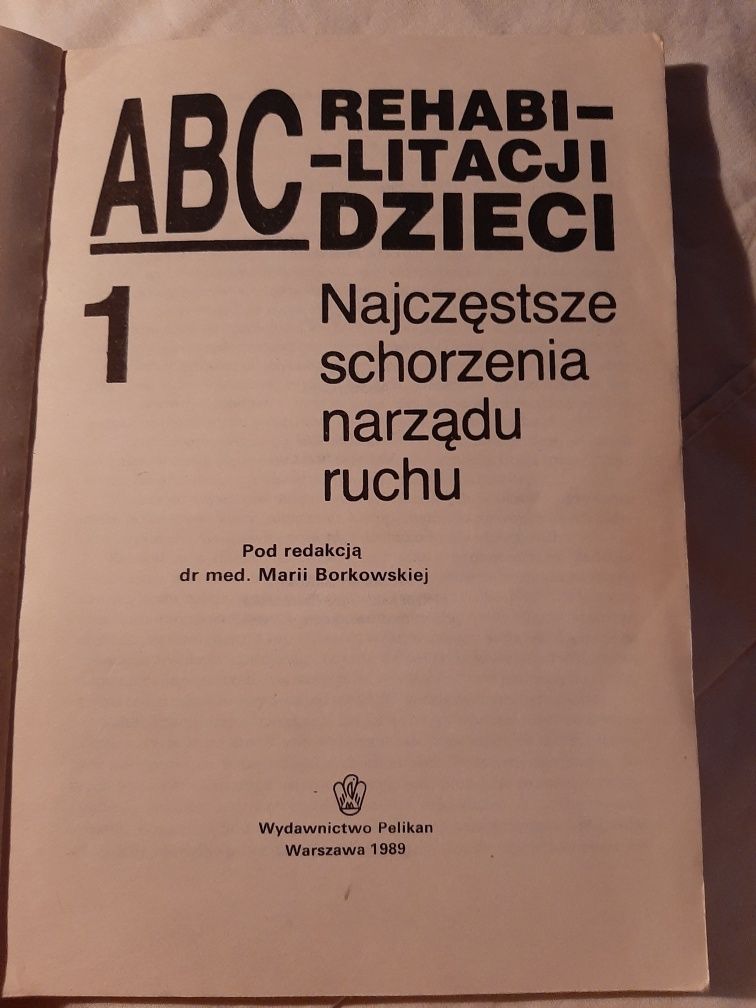 ABC REHABI-
-LITACJI
DZIECI
1 Najczęstsze
schorzenia
narządu
ruchu
Pod redakcją
dr med. Marii Borkowskiej
Wydawnictwo Pelikan
Warszawa 1989